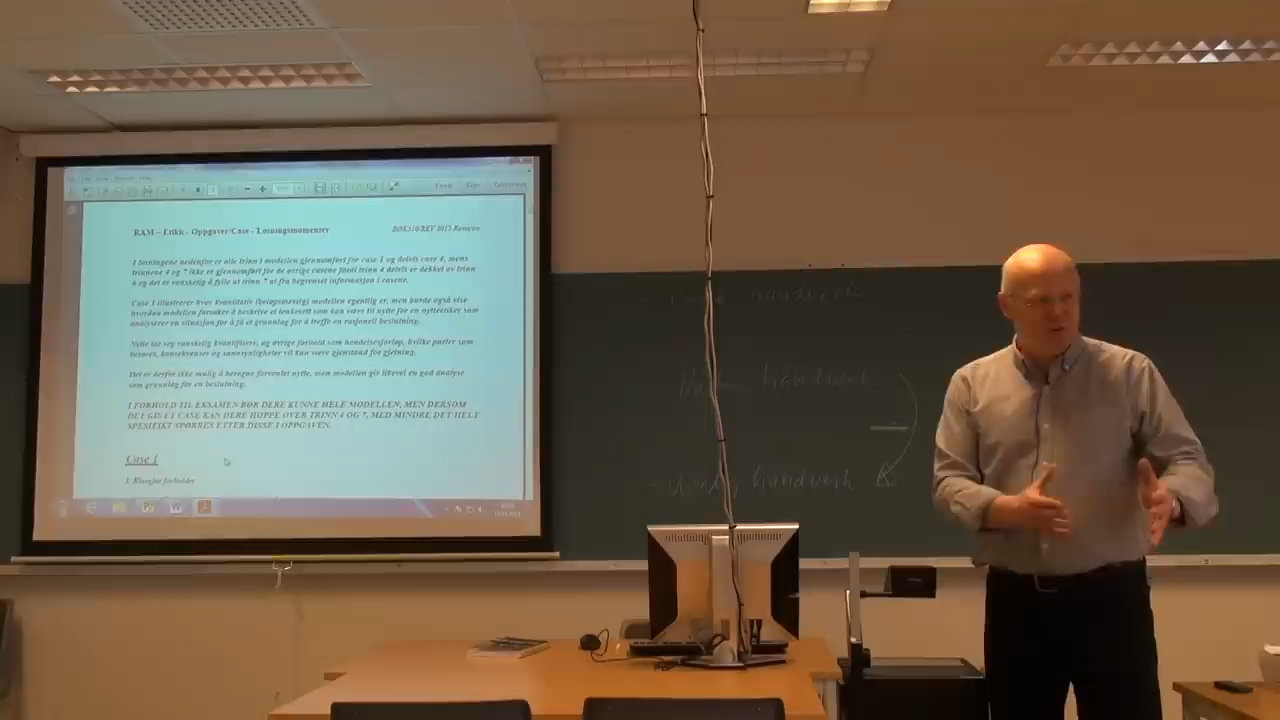 RAM – Etikk - Oppgaver/Case - Løsningsmomenter
I løsningene nedenfor er alle trinn i modellen gjennomført for case 1 og delvis case 4, mens
trinnene 4 og 7 ikke er gjennomført for de øvrige casene fordi trinn 4 delvis er dekket av trinn
6 og det er vanskelig å fylle ut trinn 7 ut fra begrenset informasjon i casene.
Case 1 illustrerer hvor kvantitativ (beløpsmessig) modellen egentlig er, men burde også vise
hvordan modellen forsøker å beskrive et tenkesett som kan være til nytte for en nyttetiker som
analyserer en situasjon for å få et grunnlag for å treffe en rasjonell beslutning.
Nytte lar seg vanskelig kvantifisere, og øvrige forhold som hendelsesforløp, hvilke parter som
berøres, konsekvenser og sannsynligheter vil kun være gjenstand for gjetning.
Det er derfor ikke mulig å beregne forventet nytte, men modellen gir likevel en god analyse
som grunnlag for en beslutning.
I FORHOLD TIL EKSAMEN BØR DERE KUNNE HELE MODELLEN, MEN DERSOM
DET GIS ET CASE KAN DERE HOPPE OVER TRINN 4 OG 7, MED MINDRE DET HELT
SPESIFIKT SPØRRES ETTER DISSE I OPPGAVEN.
Case 1
1. Klargjør forholdet
Sign
Comment
håndverk
håndverk